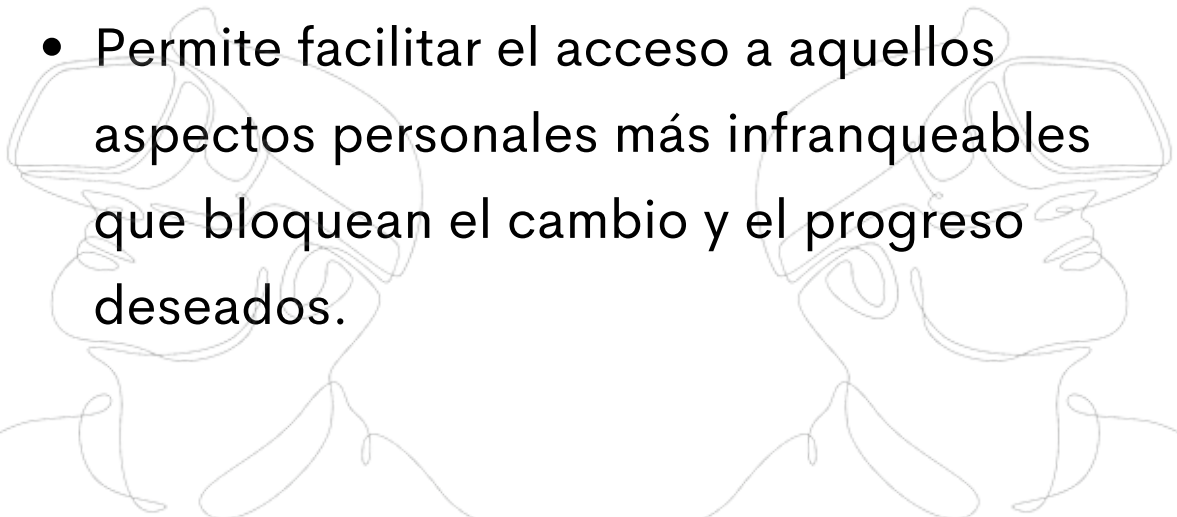 • Permite facilitar el acceso a aquellos
aspectos personales más infranqueables
que bloquean el cambio y el progreso
deseados.